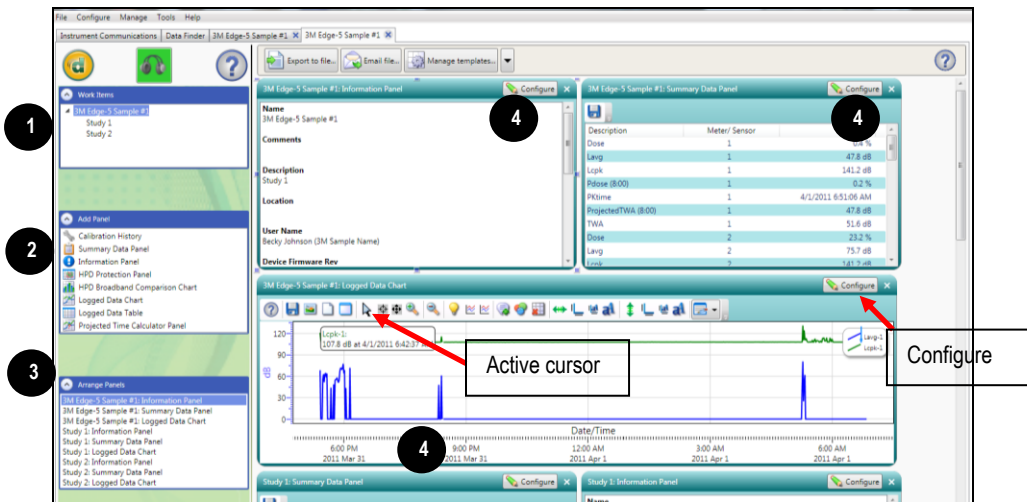 File Configure Manage Tools Help
Instrument Communications Data Finder 3M Edge-5 Sample #1 3M Edge-5 Sample #1
Export to file... Email file... Manage templates...
1
Work Items
3M Edge-5 Sample #1
Study 1
Study 2
2
Add Panel
Calibration History
Summary Data Panel
Information Panel
HPD Protection Panel
HPD Broadband Comparison Chart
Logged Data Chart
Logged Data Table
Projected Time Calculator Panel
3
Arrange Panels
3M Edge-5 Sample #1: Information Panel
3M Edge-5 Sample #1: Summary Data Panel
3M Edge-5 Sample #1: Logged Data Chart
Study 1: Information Panel
Study 1: Summary Data Panel
Study 1: Logged Data Chart
Study 2: Information Panel
Study 2: Summary Data Panel
Study 2: Logged Data Chart
3M Edge-5 Sample #1: Information Panel Configure
4
Name
3M Edge-5 Sample #1
Comments
Description
Study 1
Location
User Name
Becky Johnson (3M Sample Name)
Device Firmware Rev
3M Edge-5 Sample #1: Summary Data Panel Configure
4
Description Meter/ Sensor
Dose 1 0.4 %
Lavg 1 47.8 dB
Lcpk 1 141.2 dB
Pdose (8:00) 1 0.2 %
PKtime 1 4/1/2011 6:51:06 AM
ProjectedTWA (8:00) 1 47.8 dB
TWA 1 51.6 dB
Dose 2 23.2 %
Lavg 2 75.7 dB
Lcpk 2 141.2 dB
3M Edge-5 Sample #1: Logged Data Chart Configure
Lcpk-1:
107.8 dB at 4/1/2011 6:42:37
Lavg-1
Lcpk-1
Active cursor
Configure
dB
120
90
60
30
0
Date/Time
6:00 PM 9:00 PM 12:00 AM 3:00 AM 6:00 AM
2011 Mar 31 2011 Mar 31 2011 Apr 1 2011 Apr 1 2011 Apr 1
4
Study 1: Summary Data Panel Configure
Study 1: Information Panel Configure
Name